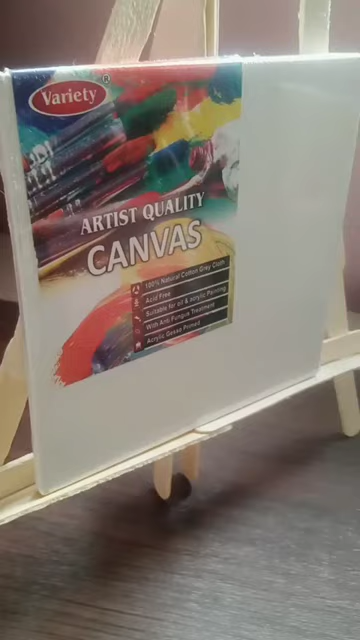 Variety®
ARTIST QUALITY
CANVAS
100% Natural Cotton Grey Cloth
Acid Free
Suitable for oil & acrylic Painting
With Anti Fungus Treatment
Acrylic Gesso Primed